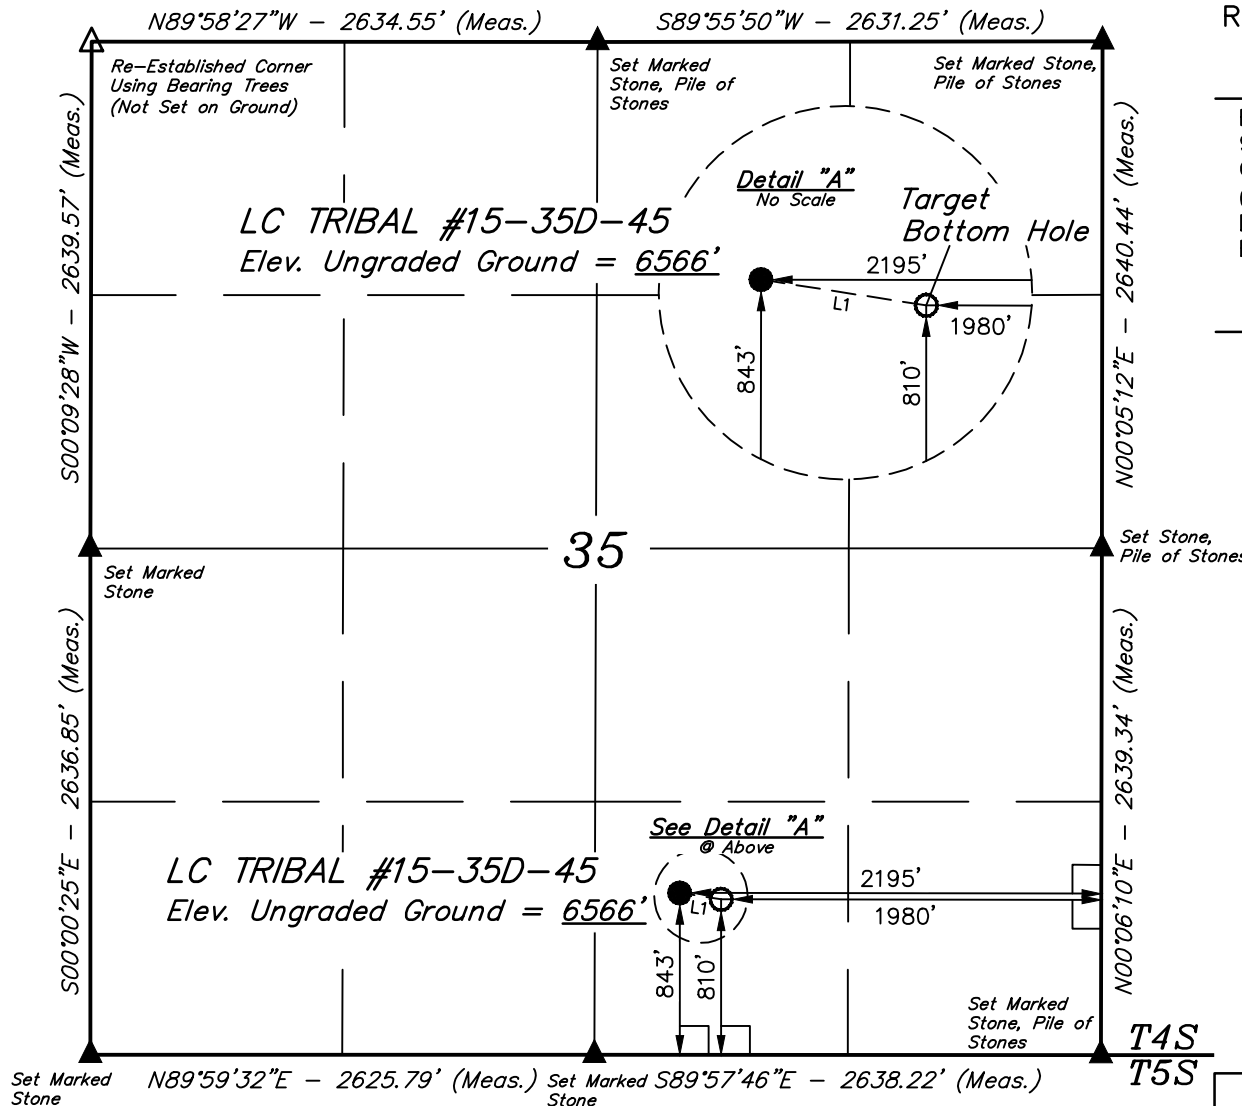 N89°58'27"W - 2634.55' (Meas.)
S89°55'50"W - 2631.25' (Meas.)
R
Re-Established Corner
Using Bearing Trees
(Not Set on Ground)
Set Marked
Stone, Pile of
Stones
Set Marked Stone,
Pile of Stones
S00°09'28"W - 2639.57' (Meas.)
N00°05'12"E - 2640.44' (Meas.)
Detail "A"
No Scale
Target
Bottom Hole
LC TRIBAL #15-35D-45
Elev. Ungraded Ground = 6566'
2195'
L1
1980'
843'
810'
35
Set Marked
Stone
Set Stone,
Pile of Stones
S00°00'25"E - 2636.85' (Meas.)
N00°06'10"E - 2639.34' (Meas.)
See Detail "A"
@ Above
LC TRIBAL #15-35D-45
Elev. Ungraded Ground = 6566'
2195'
L1
1980'
843'
810'
Set Marked
Stone, Pile of
Stones
T4S
T5S
Set Marked
Stone
N89°59'32"E - 2625.79' (Meas.)
Set Marked
Stone
S89°57'46"E - 2638.22' (Meas.)